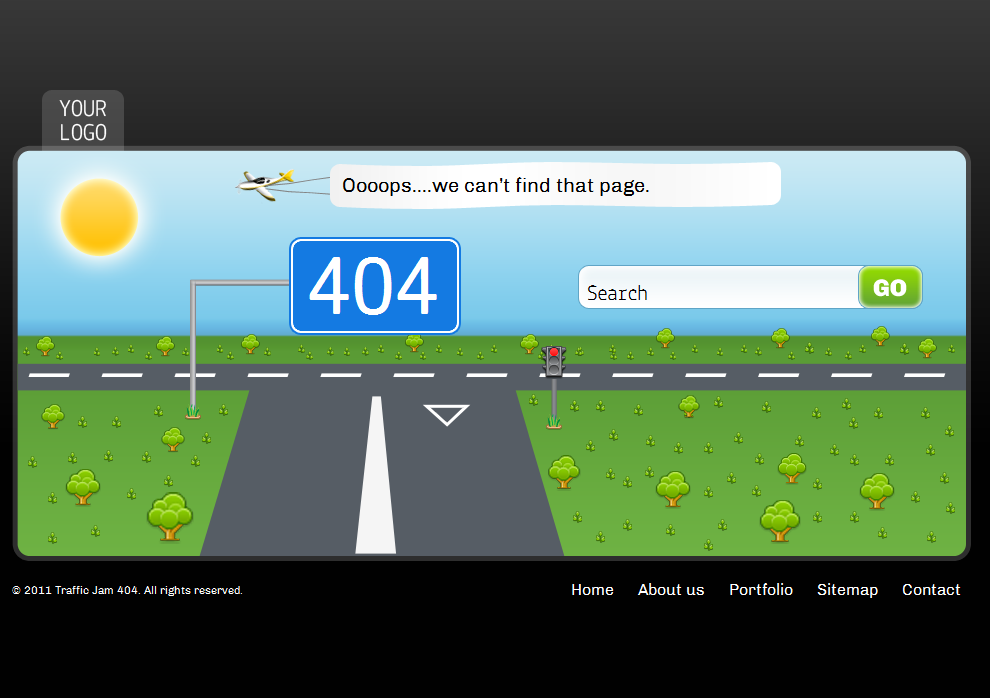 YOUR
LOGO
Oooops....we can't find that page.
404
Search
GO
© 2011 Traffic Jam 404. All rights reserved.
Home About us Portfolio Sitemap Contact